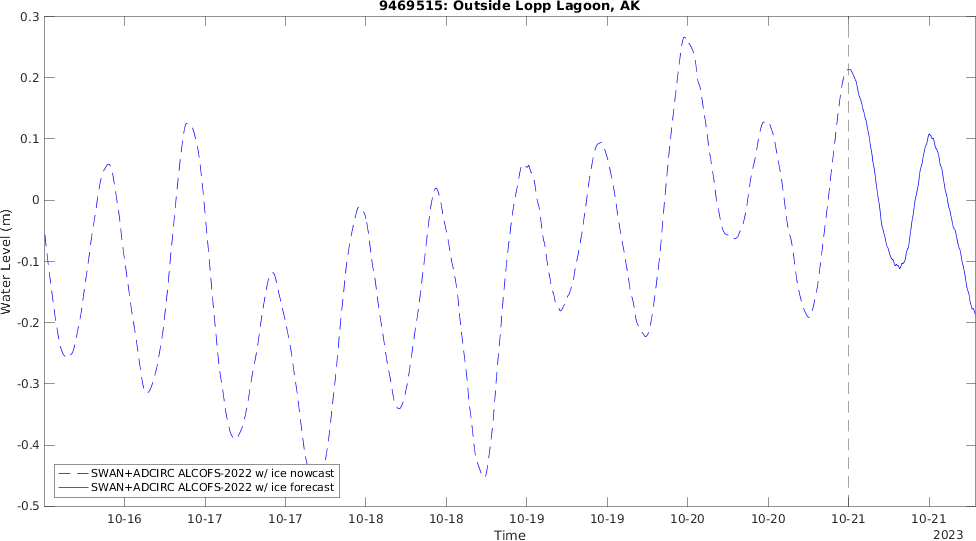 9469515: Outside Lopp Lagoon, AK
0.3
0.2
0.1
0
-0.1
-0.2
-0.3
-0.4
-0.5
Water Level (m)
SWAN+ADCIRC ALCOFS-2022 w/ ice nowcast
SWAN+ADCIRC ALCOFS-2022 w/ ice forecast
10-16 10-17 10-17 10-18 10-18 10-19 10-19 10-20 10-20 10-21 10-21
Time
2023